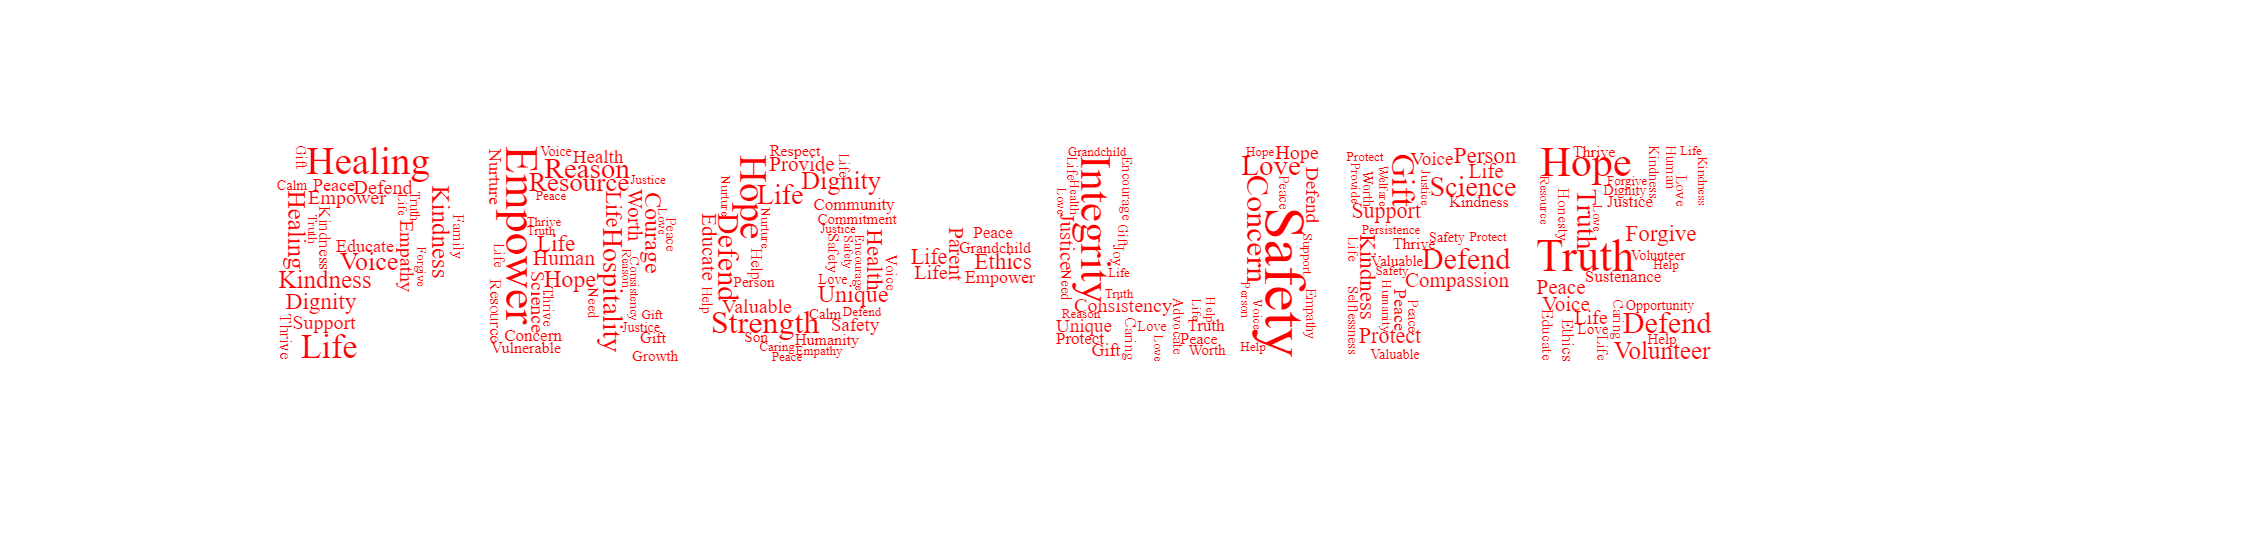 Gift
Healing
Calm
Peace
Defend
Empower
Healing
Truth
Kindness
Life
Truth
Empathy
Forgive
Kindness
Family
Educate
Voice
Kindness
Dignity
Support
Thrive
Life
Nurture
Empower
Voice
Health
Reason
Resource
Justice
Peace
Thrive
Truth
Life
Life
Human
Hope
Resource
Science
Thrive
Need
Life
Hospitality
Worth
Reason
Consistency
Courage
Love
Peace
Concern
Vulnerable
Gift
Justice
Gift
Growth
Respect
Provide
Life
Hope
Nurture
Life
Dignity
Community
Commitment
Justice
Educate
Defend
Nurture
Help
Safety
Safety
Encourage
Health
Voice
Help
Person
Love
Unique
Valuable
Calm
Defend
Strength
Safety
Son
Humanity
Caring
Empathy
Peace
Life
Life
Parent
Peace
Grandchild
Ethics
Empower
Grandchild
Life
Health
Integrity
Encourage
Love
Justice
Gift
Joy
Need
Life
Truth
Consistency
Reason
Unique
Protect
Gift
Caring
Love
Love
Advocate
Life
Help
Truth
Peace
Worth
Hope
Hope
Love
Concern
Peace
Defend
Safety
Support
Person
Voice
Empathy
Help
Protect
Voice
Person
Provide
Worth
Welfare
Gift
Justice
Life
Science
Kindness
Support
Persistence
Life
Kindness
Thrive
Safety
Protect
Valuable
Defend
Safety
Compassion
Selflessness
Humanity
Peace
Peace
Protect
Valuable
Hope
Thrive
Kindness
Human
Life
Kindness
Resource
Honesty
Truth
Love
Forgive
Dignity
Justice
Love
Forgive
Truth
Volunteer
Help
Sustenance
Peace
Voice
Caring
Opportunity
Educate
Ethics
Life
Love
Life
Defend
Help
Volunteer